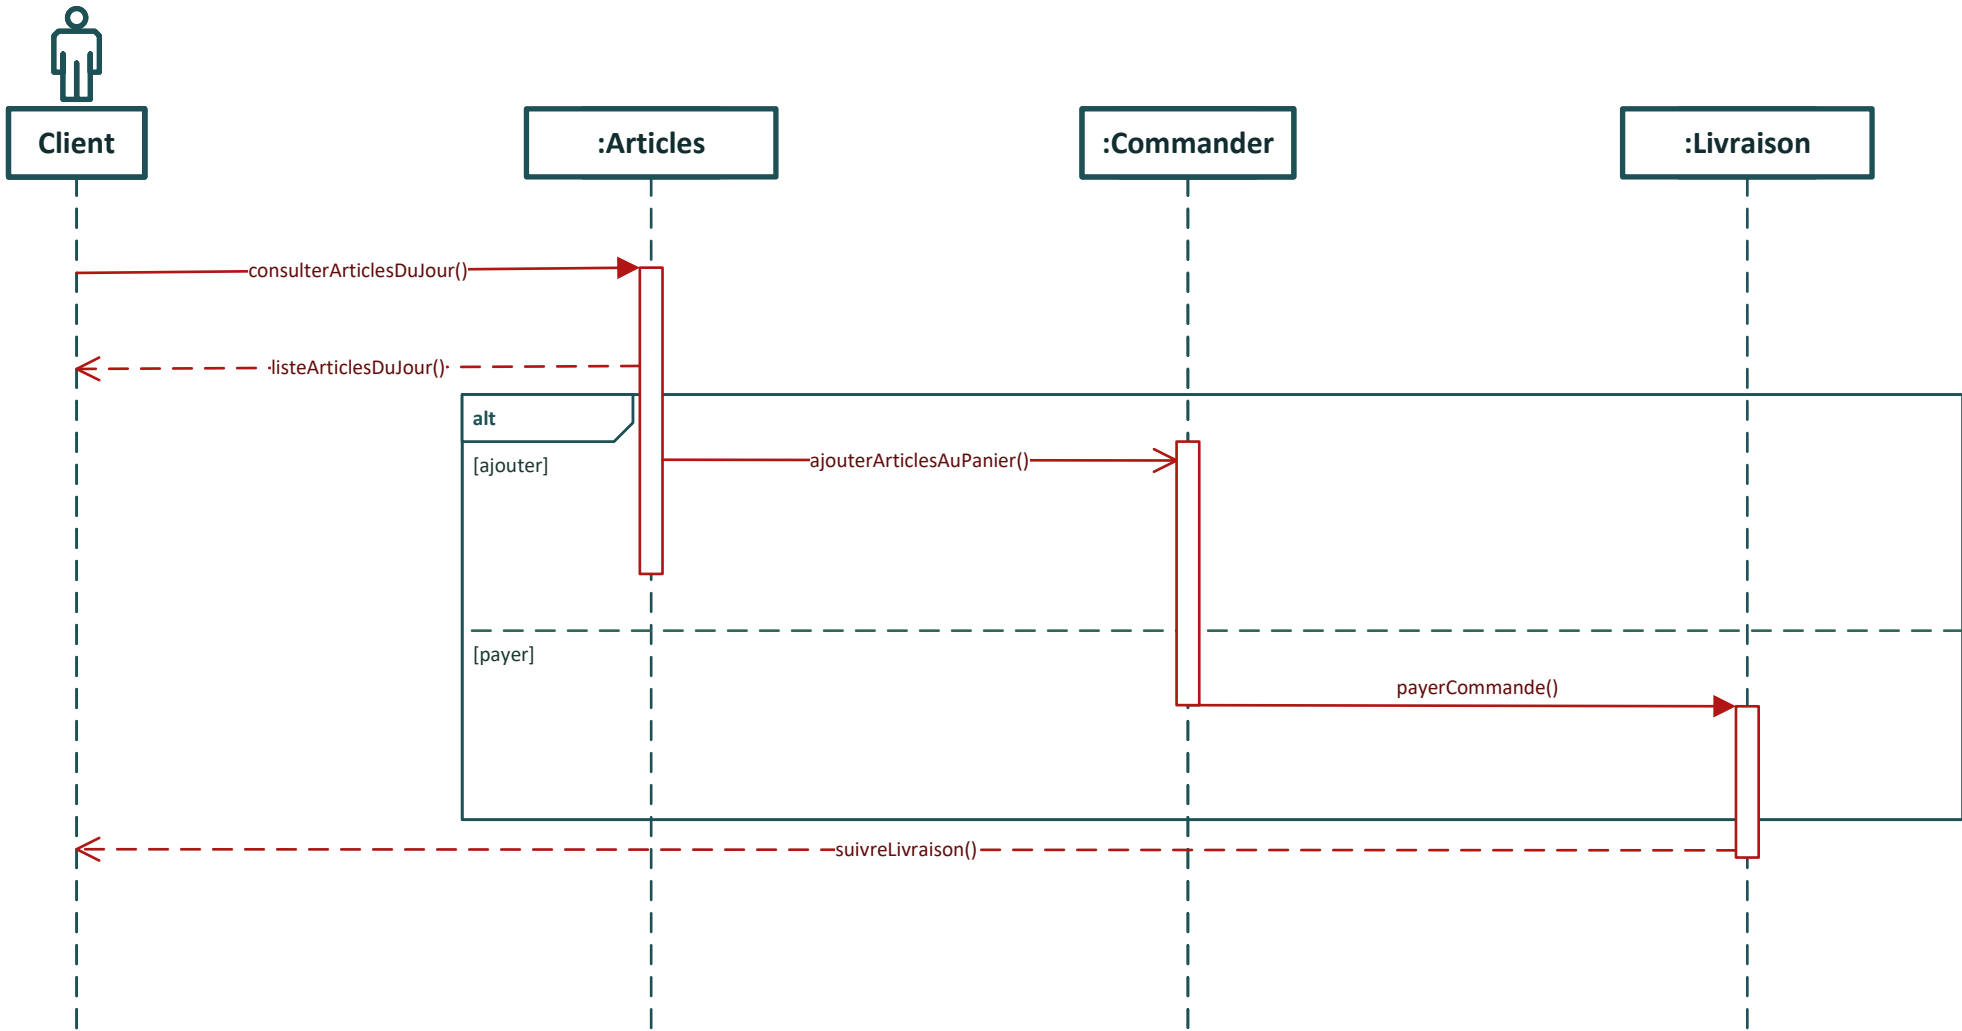 Client
:Articles
:Commander
:Livraison
consulterArticlesDuJour()
listeArticlesDuJour()
alt
[ajouter]
ajouterArticlesAuPanier()
[payer]
payerCommande()
suivreLivraison()